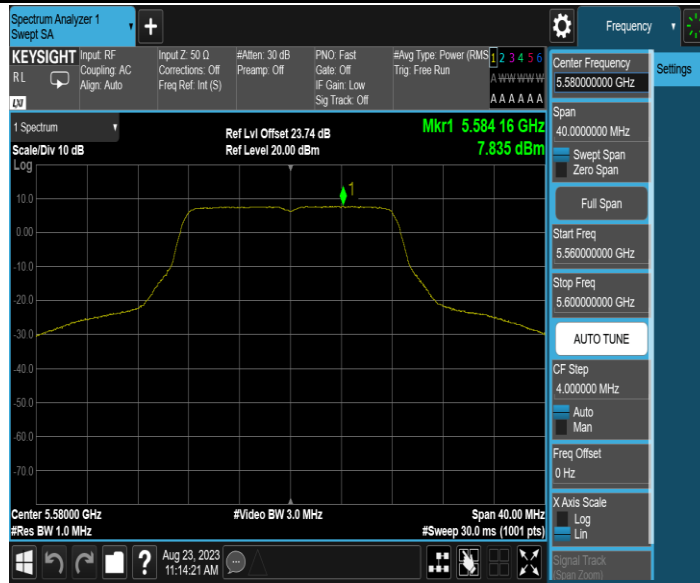 Spectrum Analyzer 1
Swept SA
+
Frequency
KEYSIGHT
RL
LXI
Input: RF
Coupling: AC
Align: Auto
Input Z: 50 Ω
Corrections: Off
Freq Ref: Int (S)
#Atten: 30 dB
Preamp: Off
PNO: Fast
Gate: Off
IF Gain: Low
Sig Track: Off
#Avg Type: Power (RMS
Trig: Free Run
1 2 3 4 5 6
A W W W W W
A A A A A A
Center Frequency
5.580000000 GHz
Settings
Span
40.0000000 MHz
Swept Span
Zero Span
Full Span
Start Freq
5.560000000 GHz
Stop Freq
5.600000000 GHz
AUTO TUNE
CF Step
4.000000 MHz
Auto
Man
Freq Offset
0 Hz
X Axis Scale
Log
Lin
Signal Track
(Span Zoom)
1 Spectrum
Scale/Div 10 dB
Log
Ref Lvl Offset 23.74 dB
Ref Level 20.00 dBm
Mkr1 5.584 16 GHz
7.835 dBm
1
10.0
0.00
-10.0
-20.0
-30.0
-40.0
-50.0
-60.0
-70.0
Center 5.58000 GHz
#Video BW 3.0 MHz
Span 40.00 MHz
#Res BW 1.0 MHz
#Sweep 30.0 ms (1001 pts)
?
Aug 23, 2023
11:14:21 AM